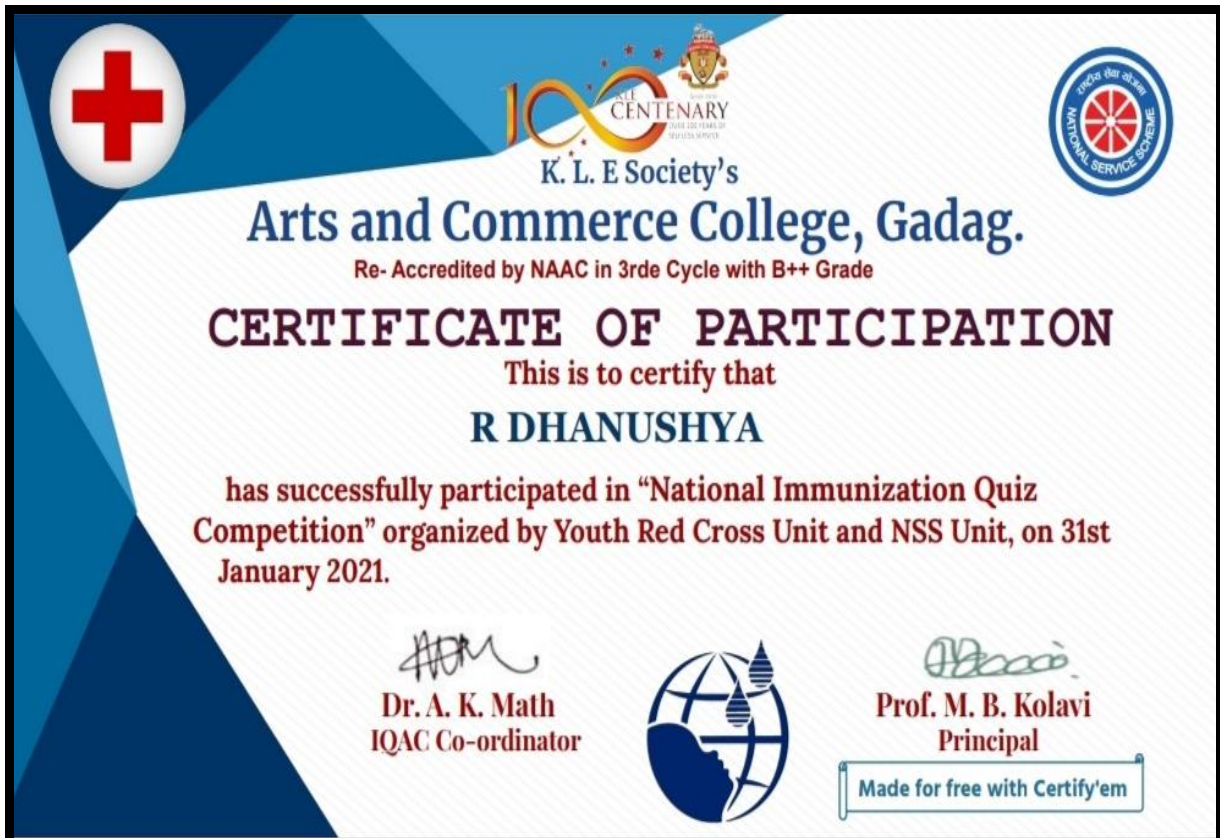 KLE
CENTENARY
K. L. E Society's
राष्ट्रीय सेवा योजना
NATIONAL SERVICE SCHEME
Arts and Commerce College, Gadag.
Re- Accredited by NAAC in 3rde Cycle with B++ Grade
CERTIFICATE OF PARTICIPATION
This is to certify that
R DHANUSHYA
has successfully participated in “National Immunization Quiz
Competition” organized by Youth Red Cross Unit and NSS Unit, on 31st
January 2021.
Dr. A. K. Math
IQAC Co-ordinator
Prof. M. B. Kolavi
Principal
Made for free with Certify'em